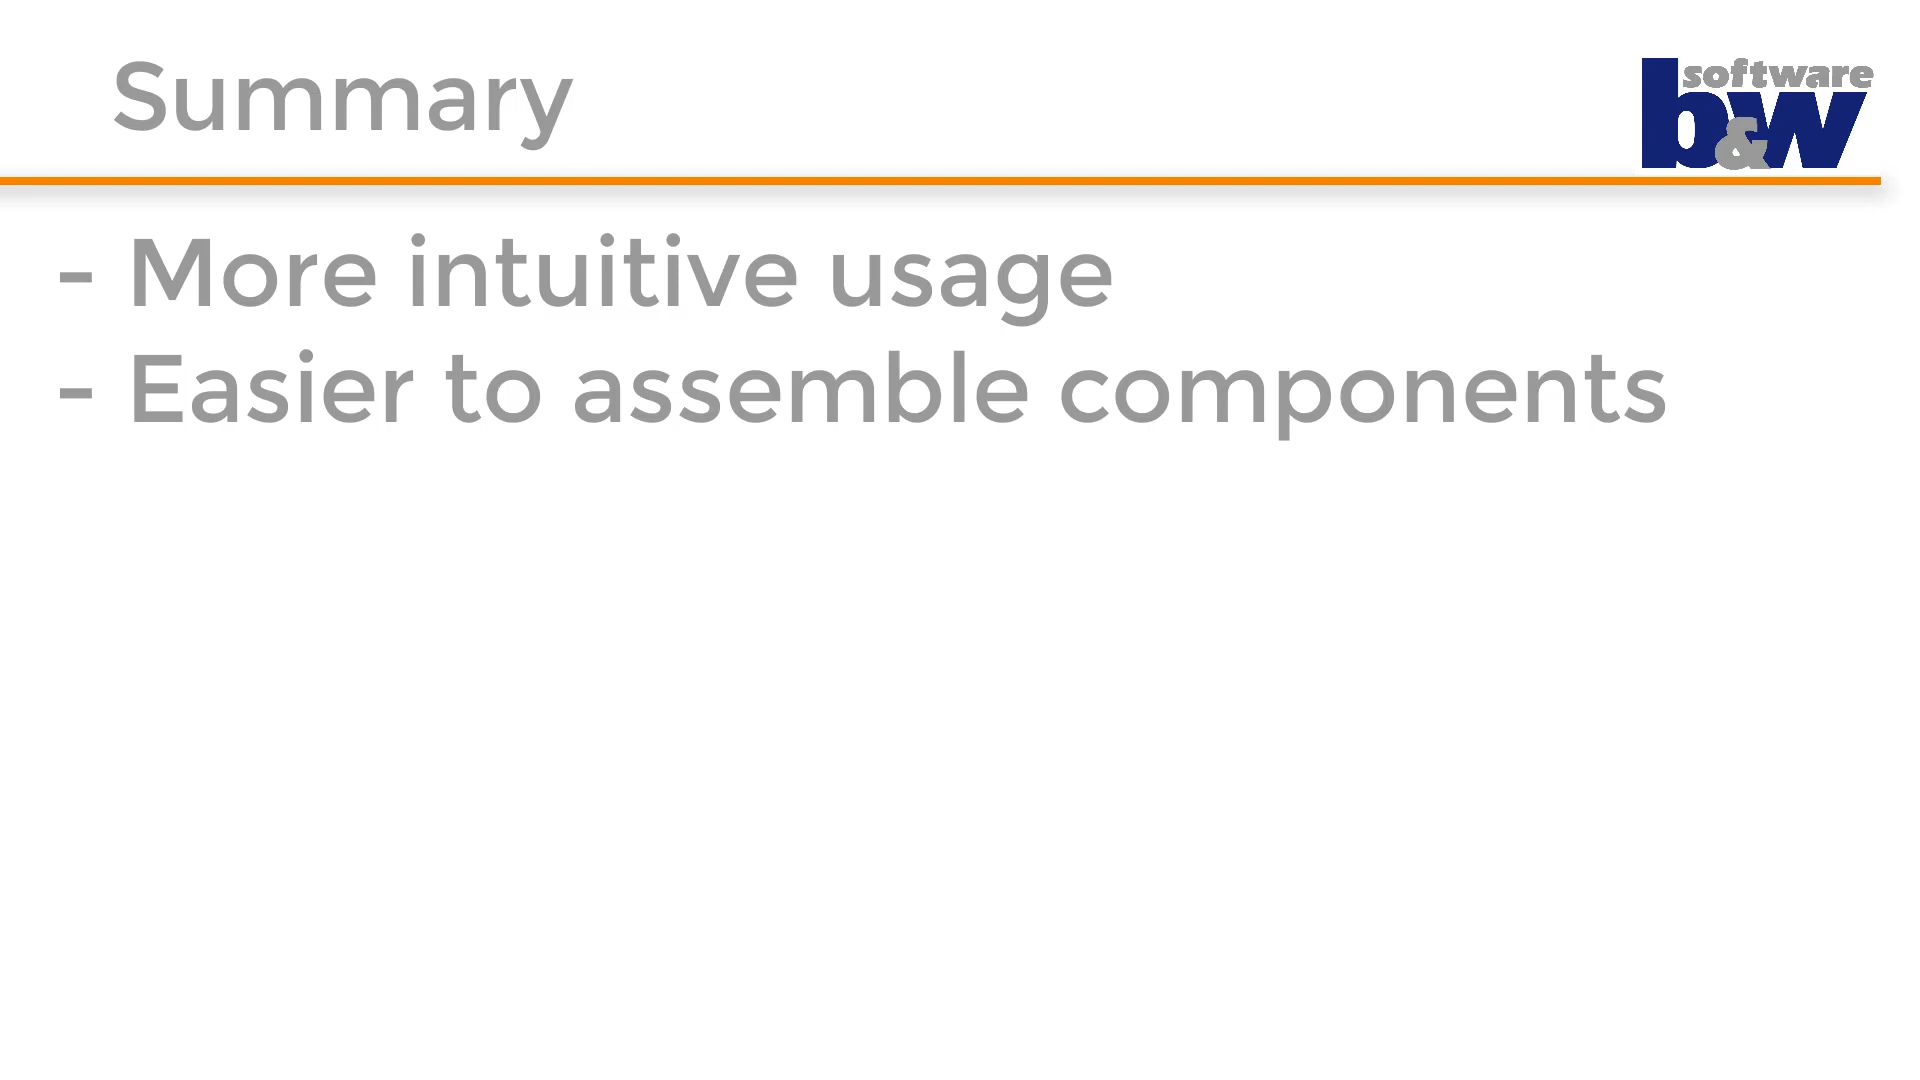 Summary
software
b&w
- More intuitive usage
- Easier to assemble components